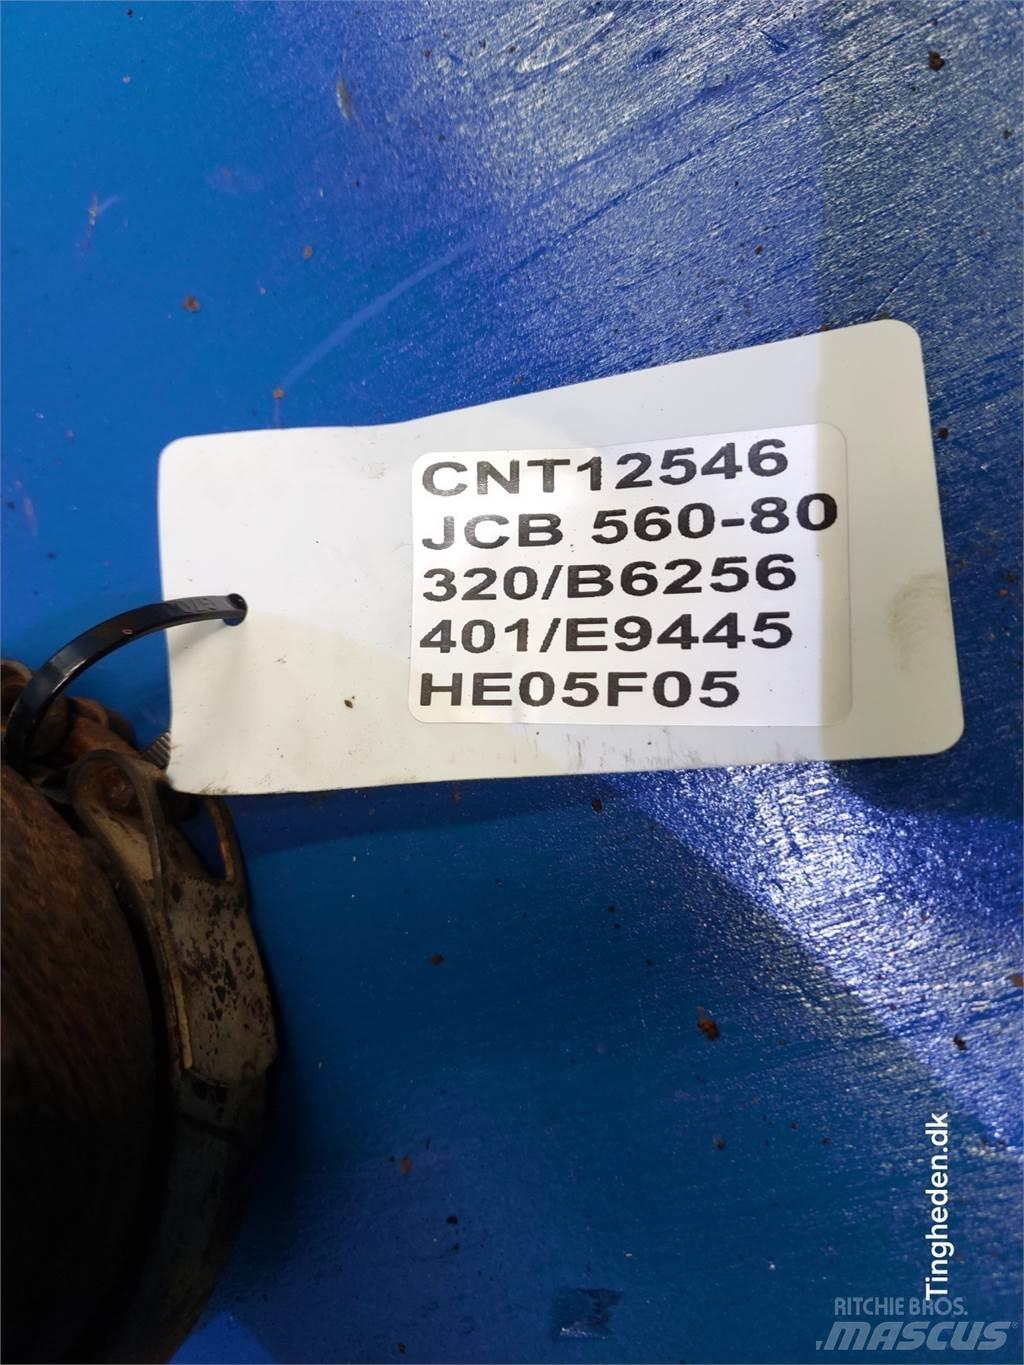 CNT12546
JCB 560-80
320/B6256
401/E9445
HE05F05
Tingheden.dk
RITCHIE BROS.
MASCUS